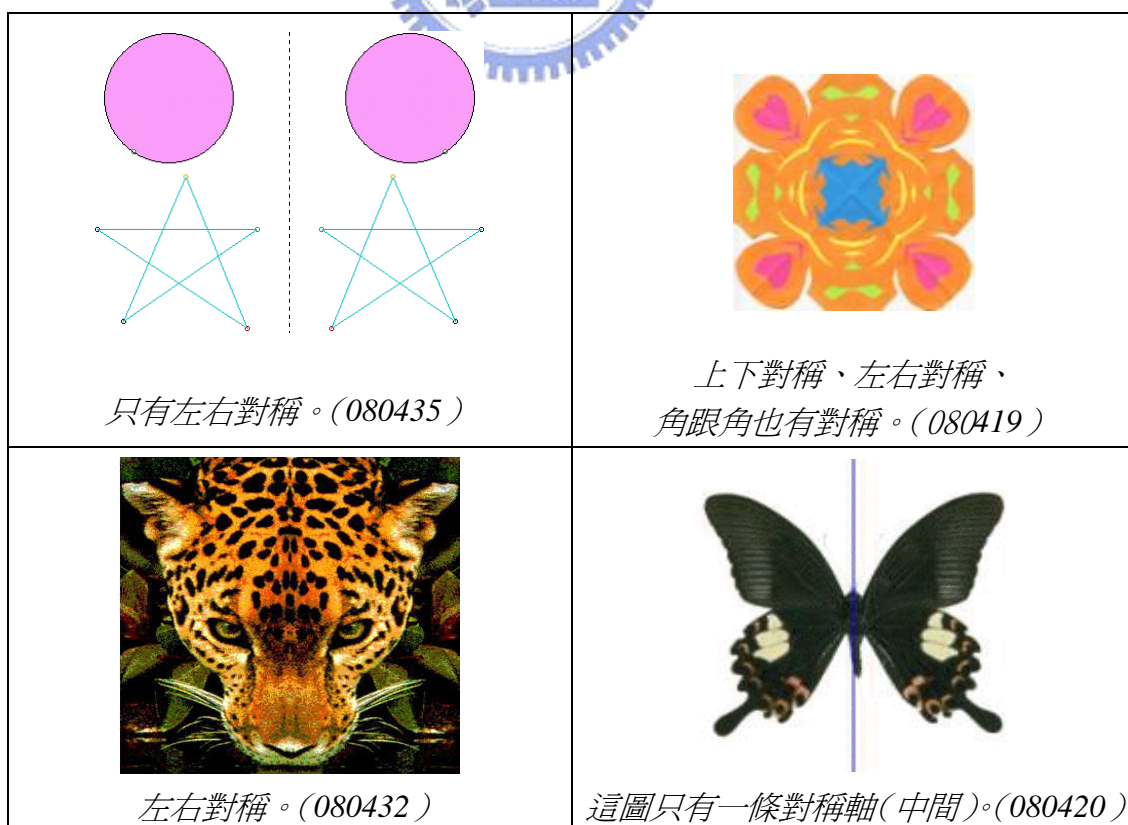 只有左右對稱。（080435）
上下對稱、左右對稱、
角跟角也有對稱。（080419）
左右對稱。（080432）
這圖只有一條對稱軸（中間）。（080420）